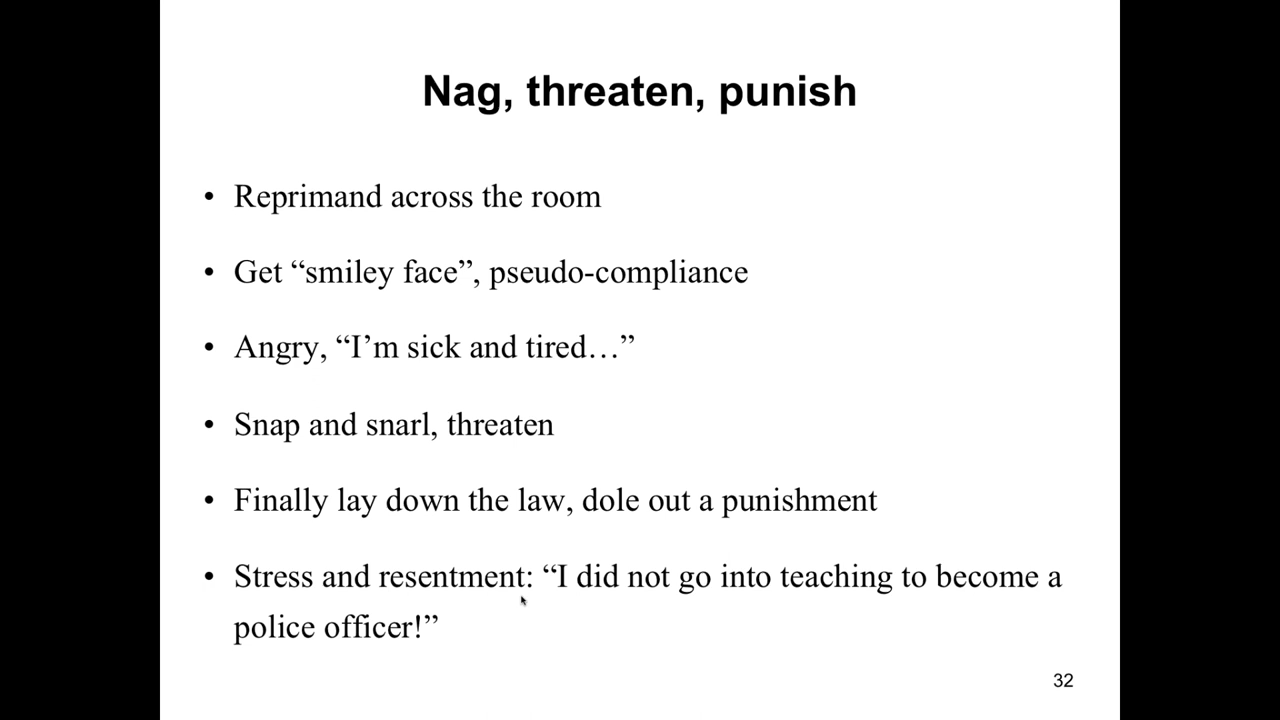 Nag, threaten, punish
• Reprimand across the room
• Get “smiley face”, pseudo-compliance
• Angry, “I’m sick and tired…”
• Snap and snarl, threaten
• Finally lay down the law, dole out a punishment
• Stress and resentment: “I did not go into teaching to become a
police officer!”
32